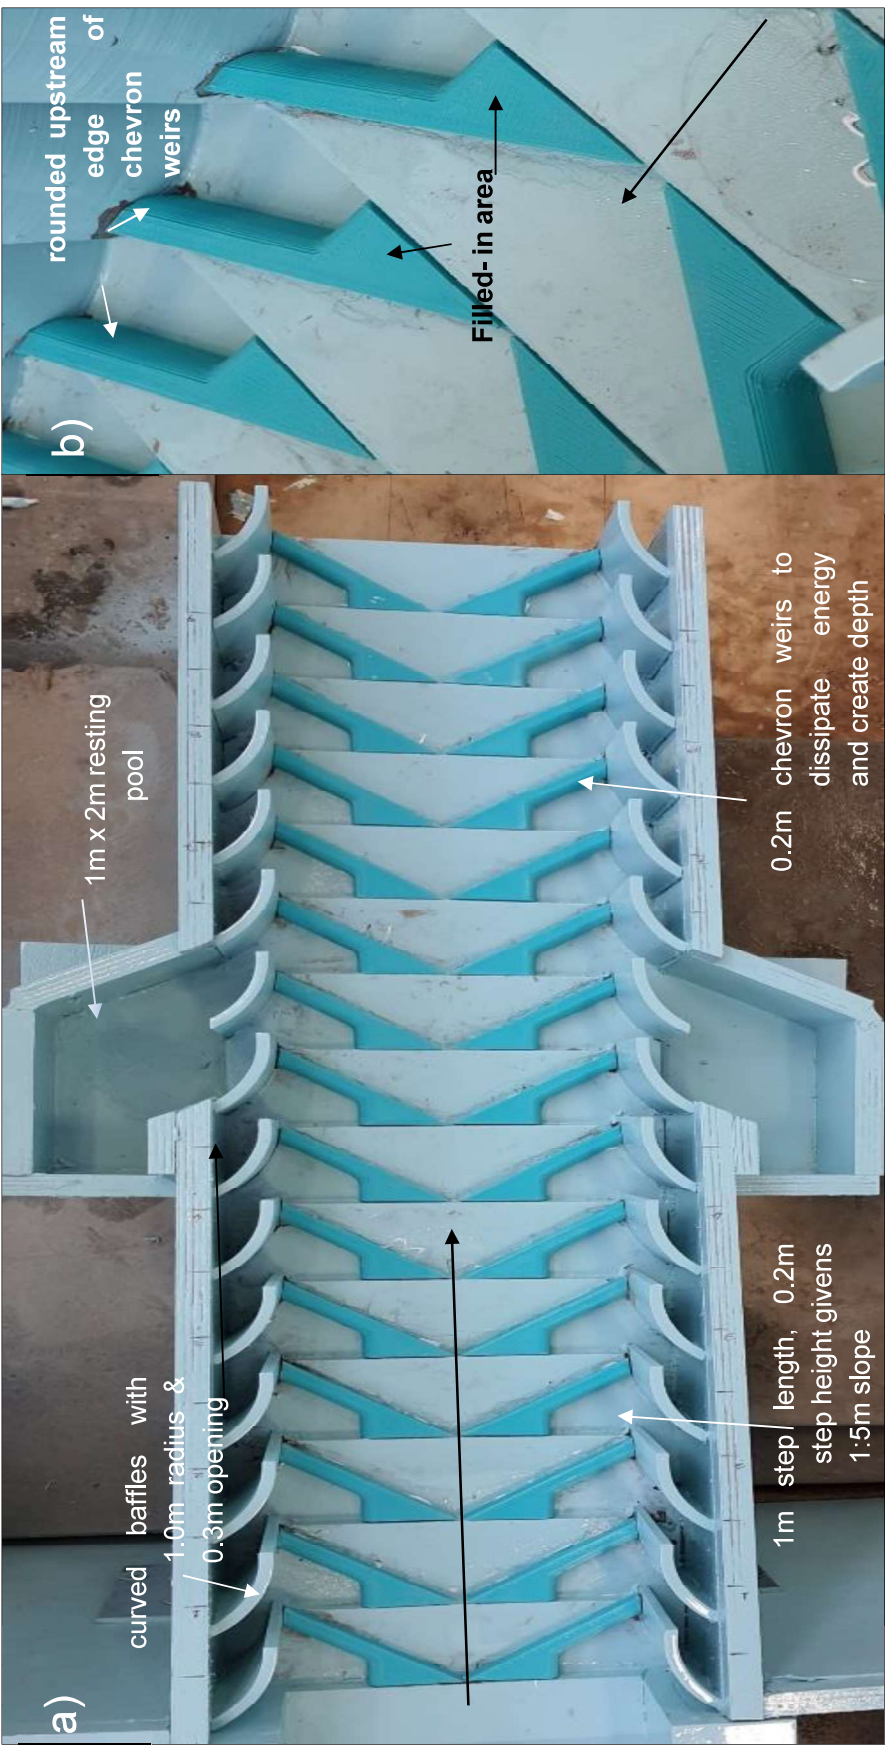 a)
curved baffles with
1.0m radius &
0.3m opening
1m x 2m resting
pool
1m step length, 0.2m
step height givens
1:5m slope
0.2m chevron weirs to
dissipate energy
and create depth
b)
rounded upstream
edge of
chevron
weirs
Filled- in area